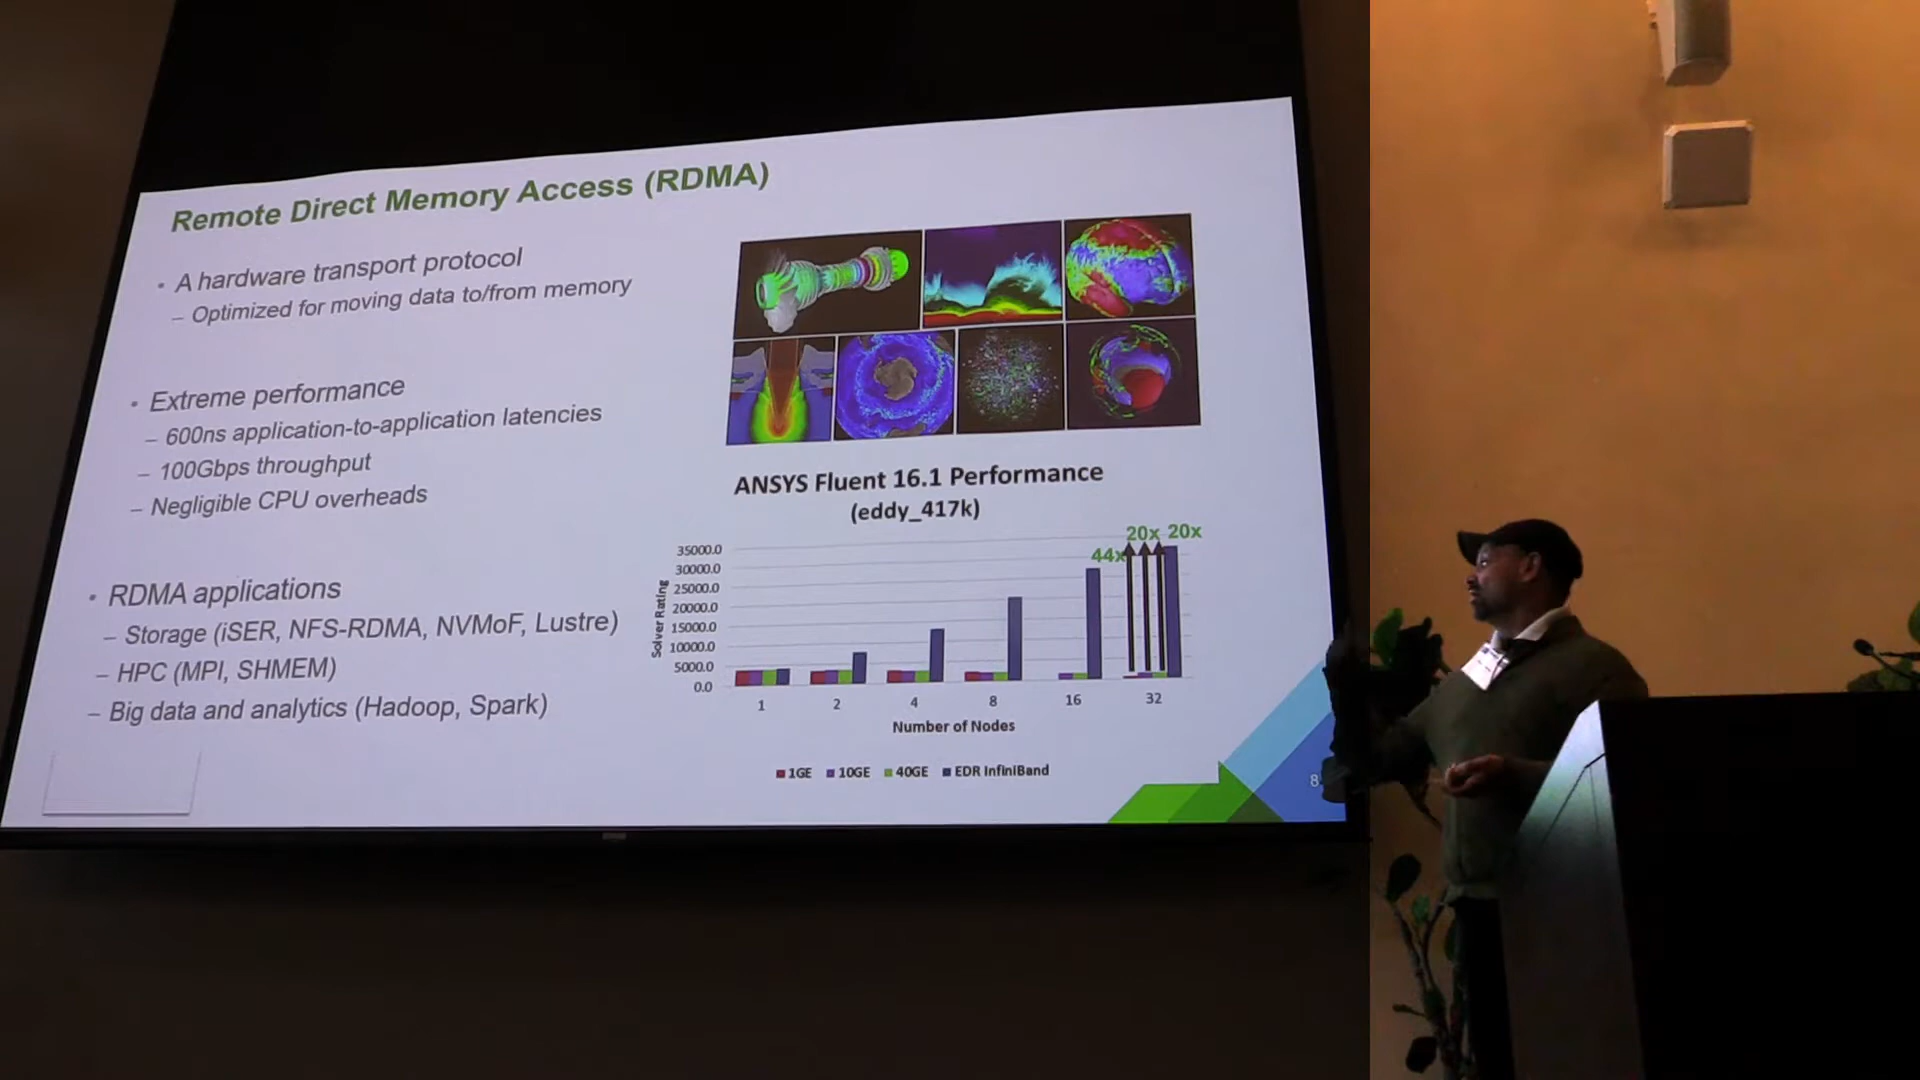 Remote Direct Memory Access (RDMA)
• A hardware transport protocol
– Optimized for moving data to/from memory
• Extreme performance
– 600ns application-to-application latencies
– 100Gbps throughput
– Negligible CPU overheads
• RDMA applications
– Storage (iSER, NFS-RDMA, NVMoF, Lustre)
– HPC (MPI, SHMEM)
– Big data and analytics (Hadoop, Spark)
ANSYS Fluent 16.1 Performance
(eddy_417k)
20x 20x
44x
35000.0
30000.0
25000.0
20000.0
15000.0
10000.0
5000.0
0.0
Solver Rating
1 2 4 8 16 32
Number of Nodes
1GE 10GE 40GE EDR InfiniBand
8